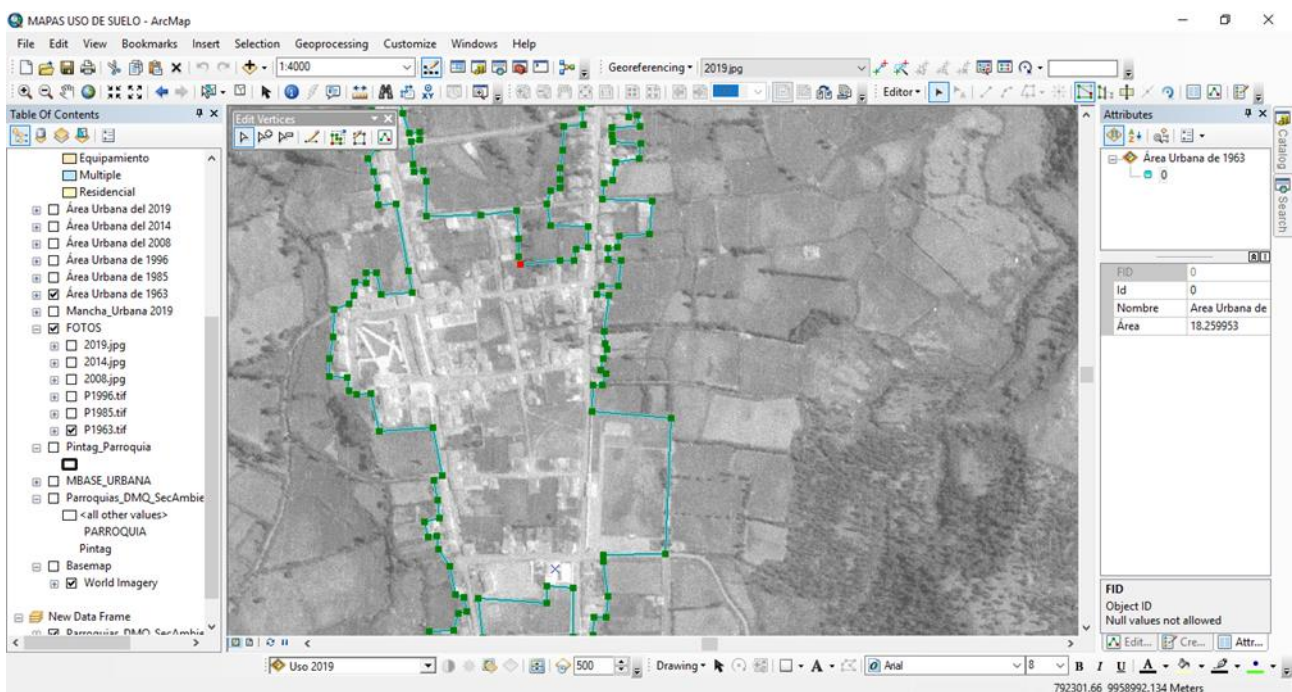 MAPAS USO DE SUELO - ArcMap
File Edit View Bookmarks Insert Selection Geoprocessing Customize Windows Help
1:4000 Georeferencing 2019.jpg
Editor
Table Of Contents
Equipamiento
Multiple
Residencial
Área Urbana del 2019
Área Urbana del 2014
Área Urbana del 2008
Área Urbana de 1996
Área Urbana de 1985
Área Urbana de 1963
Mancha_Urbana 2019
FOTOS
2019.jpg
2014.jpg
2008.jpg
P1996.tif
P1985.tif
P1963.tif
Pintag_Parroquia
MBASE_URBANA
Parroquias_DMQ_SecAmbie
<all other values>
PARROQUIA
Pintag
Basemap
World Imagery
New Data Frame
Parroquias_DMQ_SecAmbie
Edit Vertices
Attributes
Área Urbana de 1963
0
FID 0
Id 0
Nombre Area Urbana de
Área 18.259953
FID
Object ID
Null values not allowed
Edit... Cre... Attr...
Catalog
Search
Uso 2019 500 Drawing A Arial 8 B I U A
792301.66 9958992.134 Meters